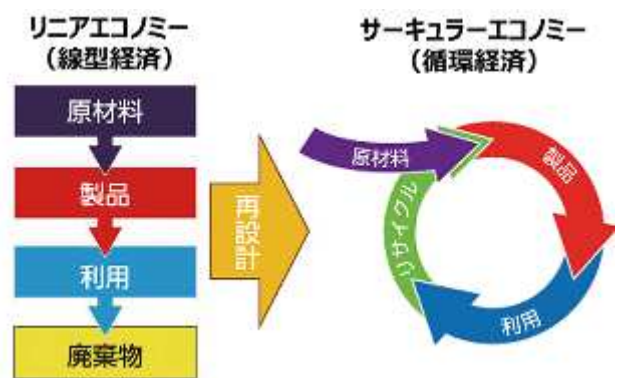 リニアエコノミー
（線型経済）
原材料
製品
利用
廃棄物
再設計
サーキュラーエコノミー
（循環経済）
原材料
製品
利用
リサイクル